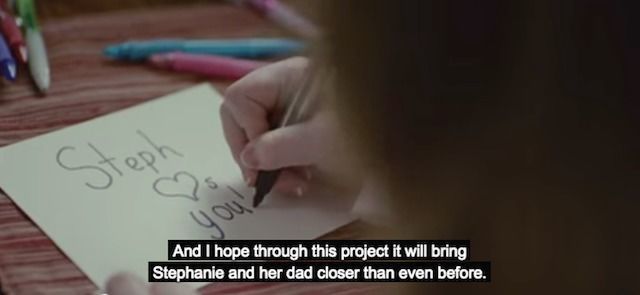 Steph
♡s
you!
And I hope through this project it will bring
Stephanie and her dad closer than even before.